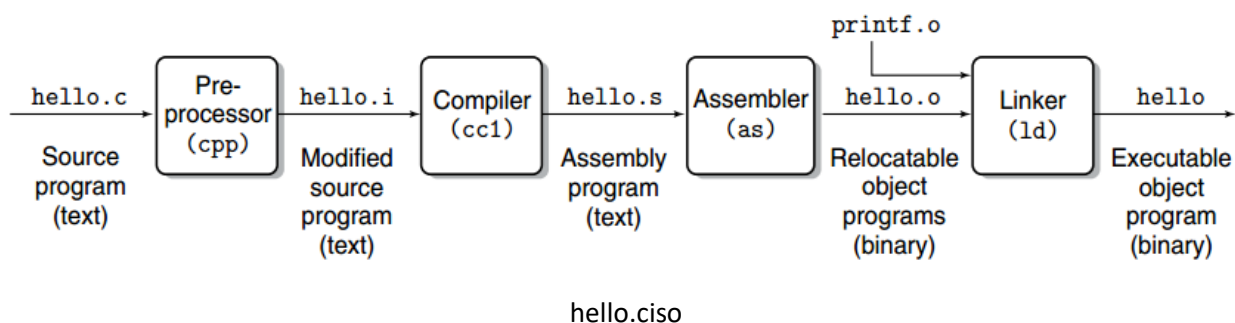 printf.o
hello.c
Pre-
processor
(cpp)
hello.i
Compiler
(cc1)
hello.s
Assembler
(as)
hello.o
Linker
(ld)
hello
Source
program
(text)
Modified
source
program
(text)
Assembly
program
(text)
Relocatable
object
programs
(binary)
Executable
object
program
(binary)
hello.ciso